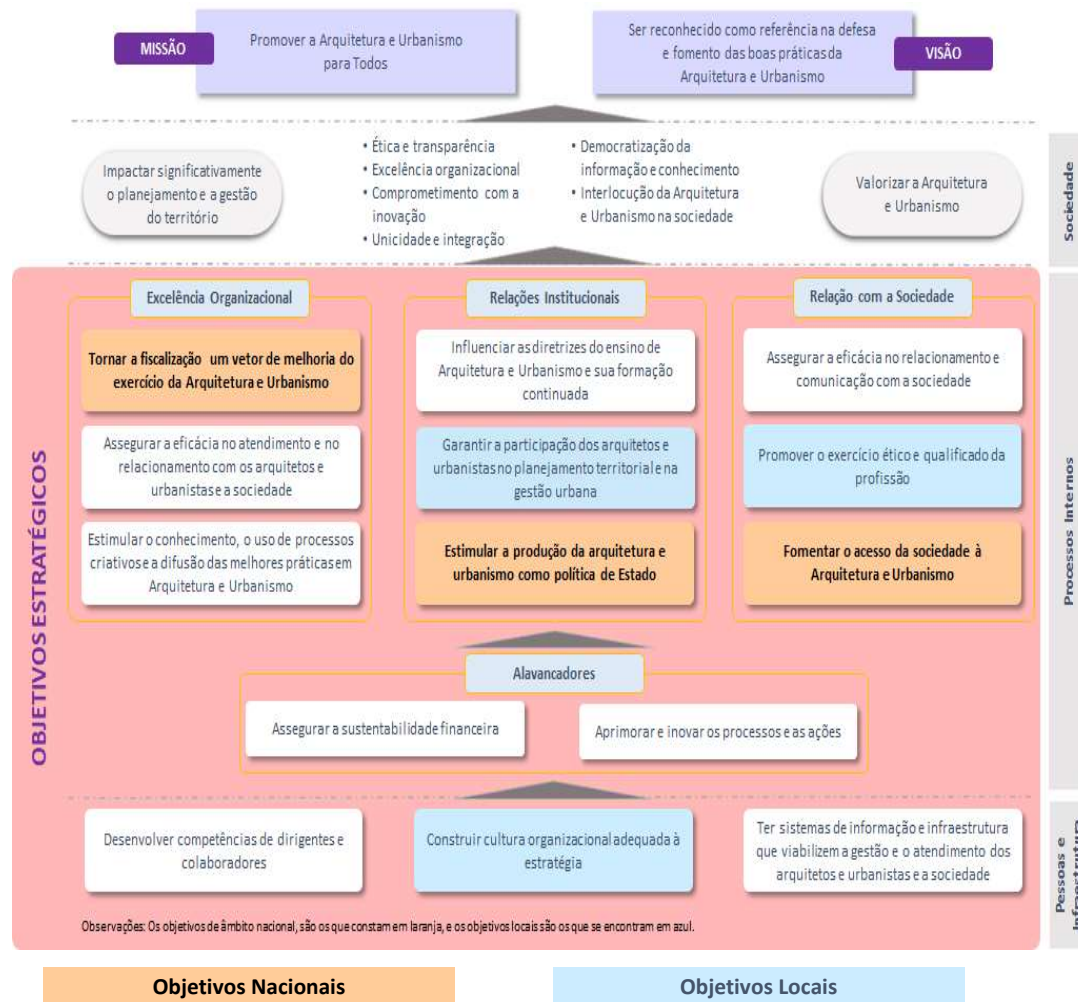 MISSÃO
Promover a Arquitetura e Urbanismo
para Todos
Ser reconhecido como referência na defesa
e fomento das boas práticas da
Arquitetura e Urbanismo
VISÃO
Impactar significativamente
o planejamento e a gestão
do território
• Ética e transparência
• Excelência organizacional
• Comprometimento com a
inovação
• Unicidade e integração
• Democratização da
informação e conhecimento
• Interlocução da Arquitetura
e Urbanismo na sociedade
Valorizar a Arquitetura
e Urbanismo
Sociedade
OBJETIVOS ESTRATÉGICOS
Excelência Organizacional
Tornar a fiscalização um vetor de melhoria do
exercício da Arquitetura e Urbanismo
Assegurar a eficácia no atendimento e no
relacionamento com os arquitetos e
urbanistas e a sociedade
Estimular o conhecimento, o uso de processos
criativos e a difusão das melhores práticas em
Arquitetura e Urbanismo
Relações Institucionais
Influenciar as diretrizes do ensino de
Arquitetura e Urbanismo e sua formação
continuada
Garantir a participação dos arquitetos e
urbanistas no planejamento territorial e na
gestão urbana
Estimular a produção da arquitetura e
urbanismo como política de Estado
Relação com a Sociedade
Assegurar a eficácia no relacionamento e
comunicação com a sociedade
Promover o exercício ético e qualificado da
profissão
Fomentar o acesso da sociedade à
Arquitetura e Urbanismo
Processos Internos
Alavancadores
Assegurar a sustentabilidade financeira
Aprimorar e inovar os processos e as ações
Desenvolver competências de dirigentes e
colaboradores
Construir cultura organizacional adequada à
estratégia
Ter sistemas de informação e infraestrutura
que viabilizem a gestão e o atendimento dos
arquitetos e urbanistas e a sociedade
Pessoas e
Infraestrutura
Observações: Os objetivos de âmbito nacional, são os que constam em laranja, e os objetivos locais são os que se encontram em azul.
Objetivos Nacionais
Objetivos Locais